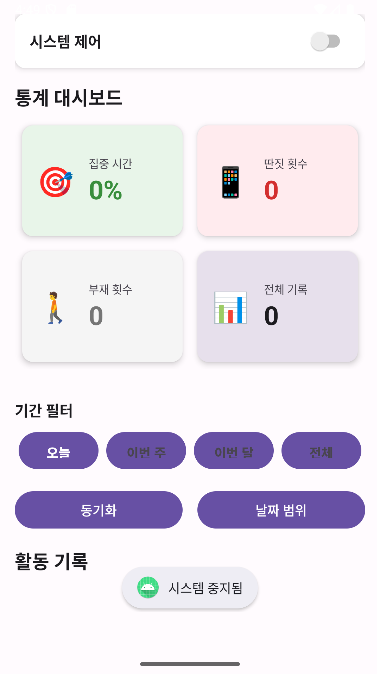 시스템 제어
통계 대시보드
집중 시간
0%
딴짓 횟수
0
부재 횟수
0
전체 기록
0
기간 필터
오늘 이번 주 이번 달 전체
동기화 날짜 범위
활동 기록
시스템 중지됨